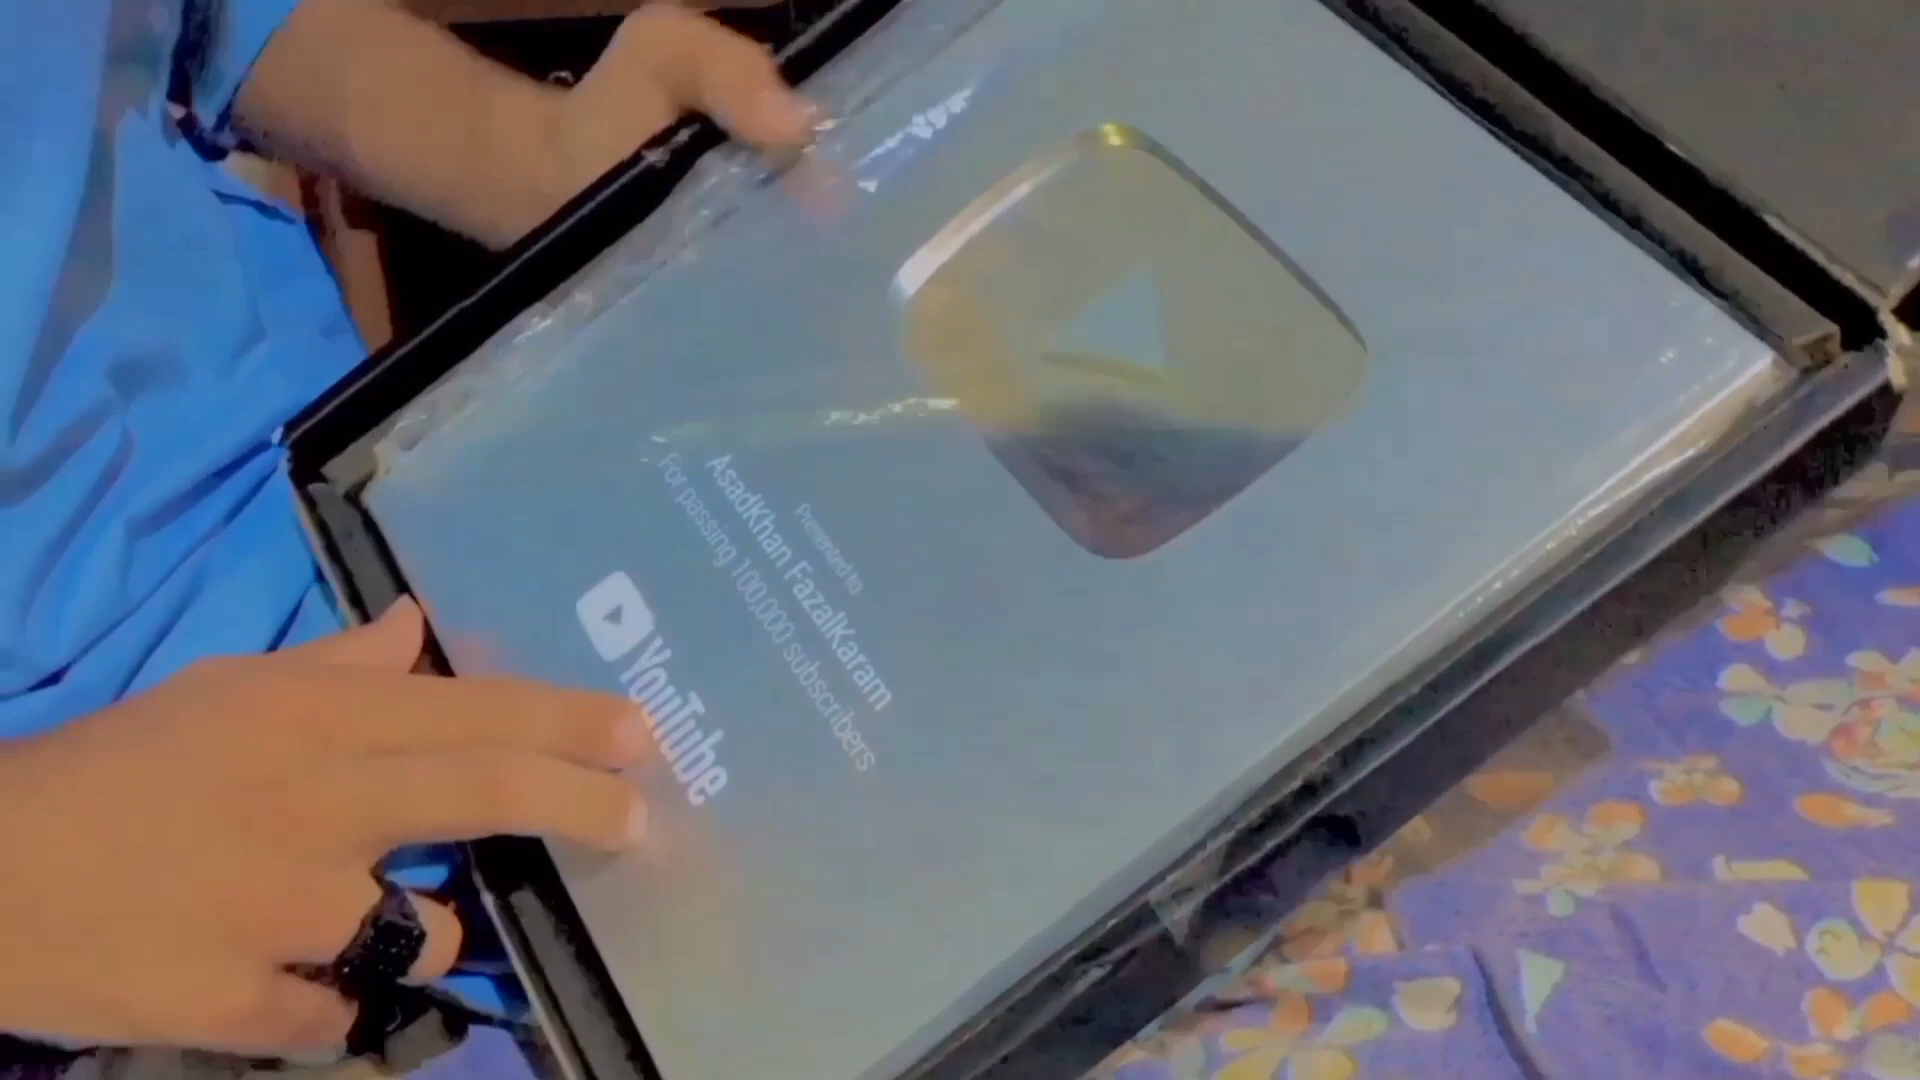 Presented to
AsadKhan FazalKaram
For passing 100,000 subscribers
YouTube